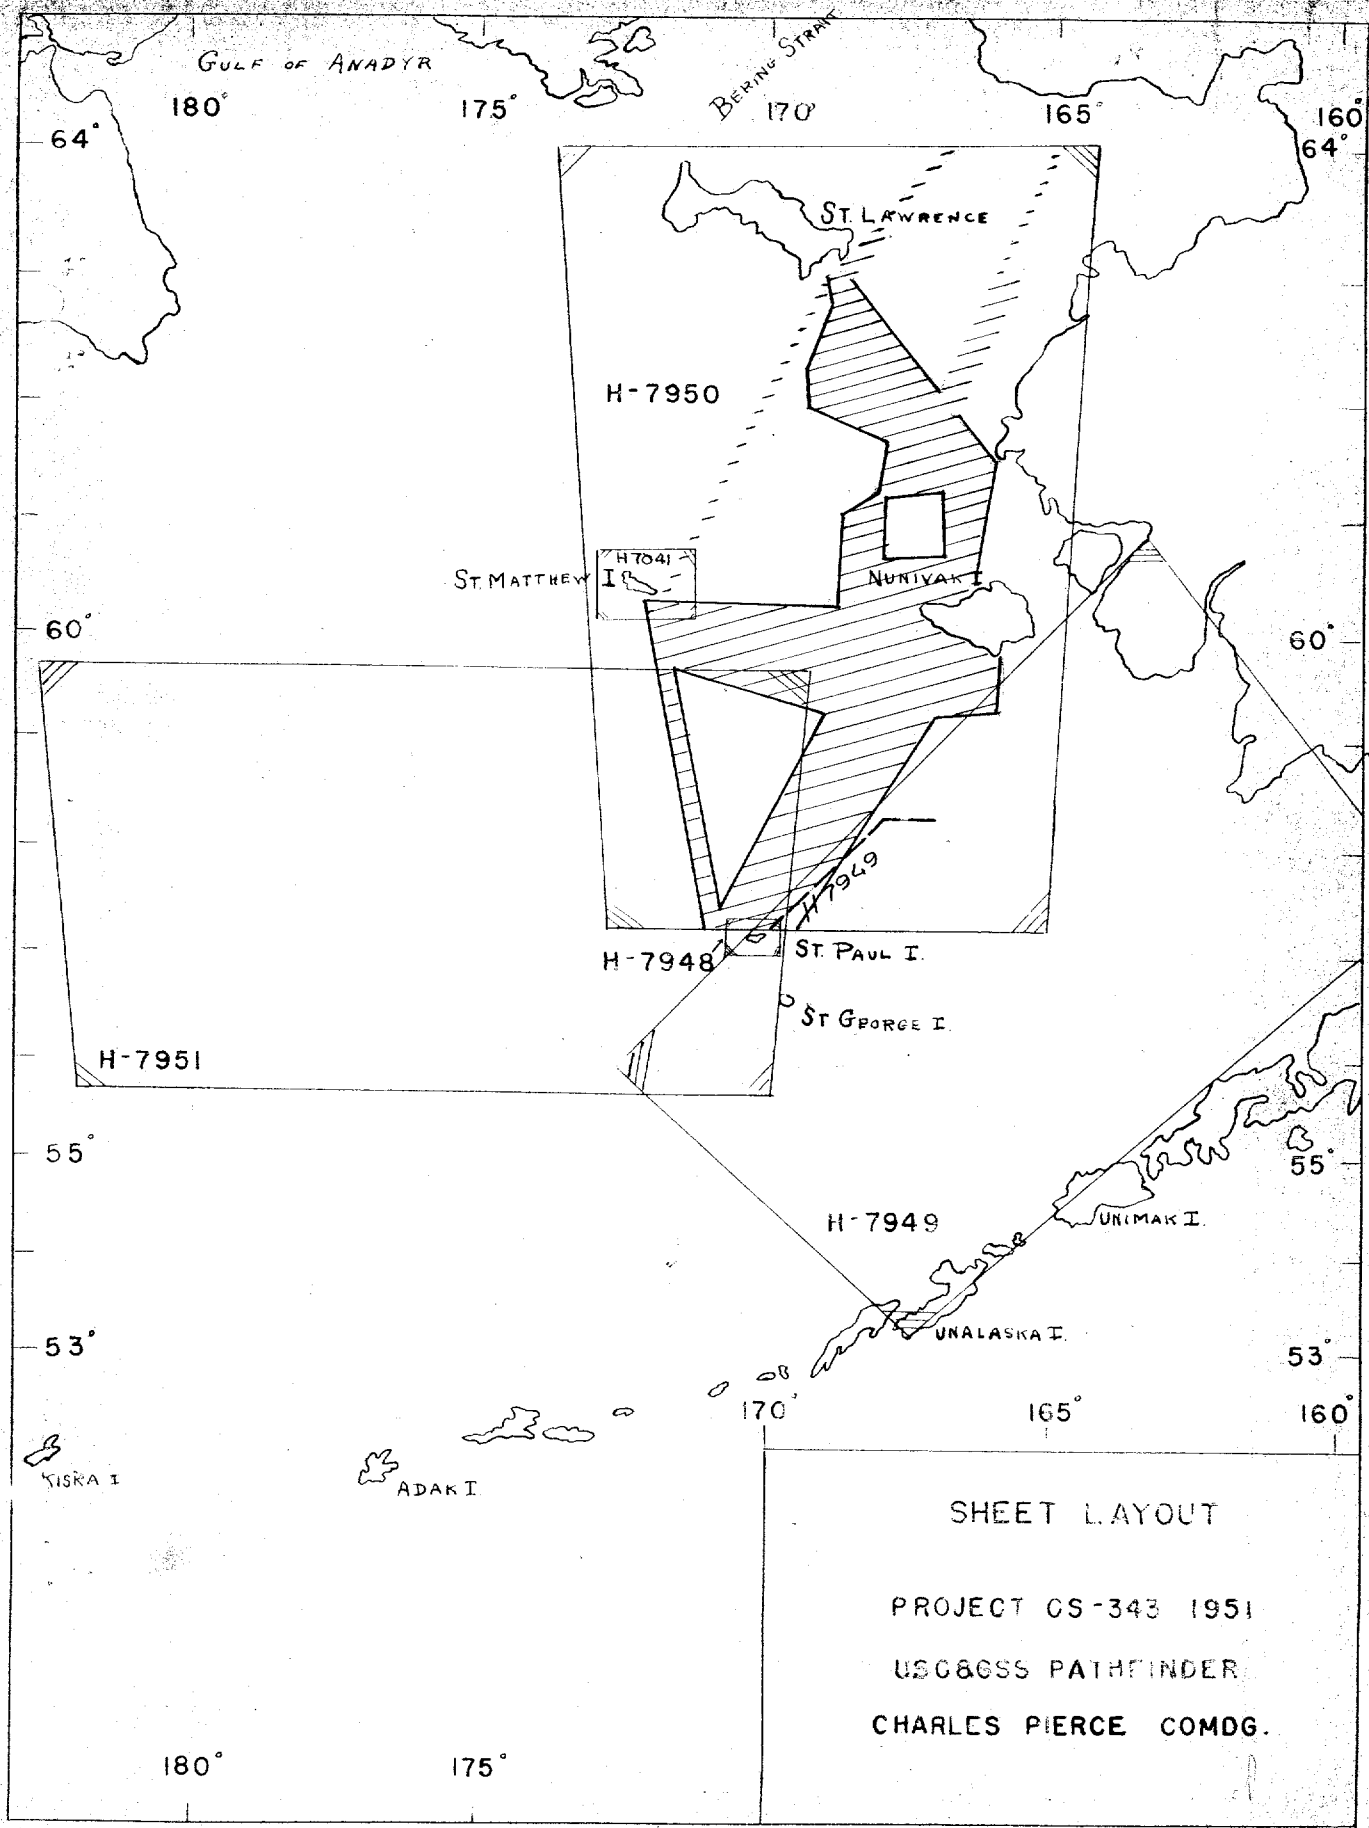 GULF OF ANADYR
BERING STRAIT
180°
175°
170°
165°
160°
64°
64°
ST. LAWRENCE
H-7950
H 7041
ST. MATTHEW I
NUNIVAK I
60°
60°
H 7949
H-7948
ST. PAUL I.
ST GEORGE I.
H-7951
55°
55°
H-7949
UNIMAK I.
UNALASKA I.
53°
53°
170°
165°
160°
KISKA I
ADAK I.
SHEET LAYOUT
PROJECT CS-343 1951
USC&GSS PATHFINDER
CHARLES PIERCE COMDG.
180°
175°